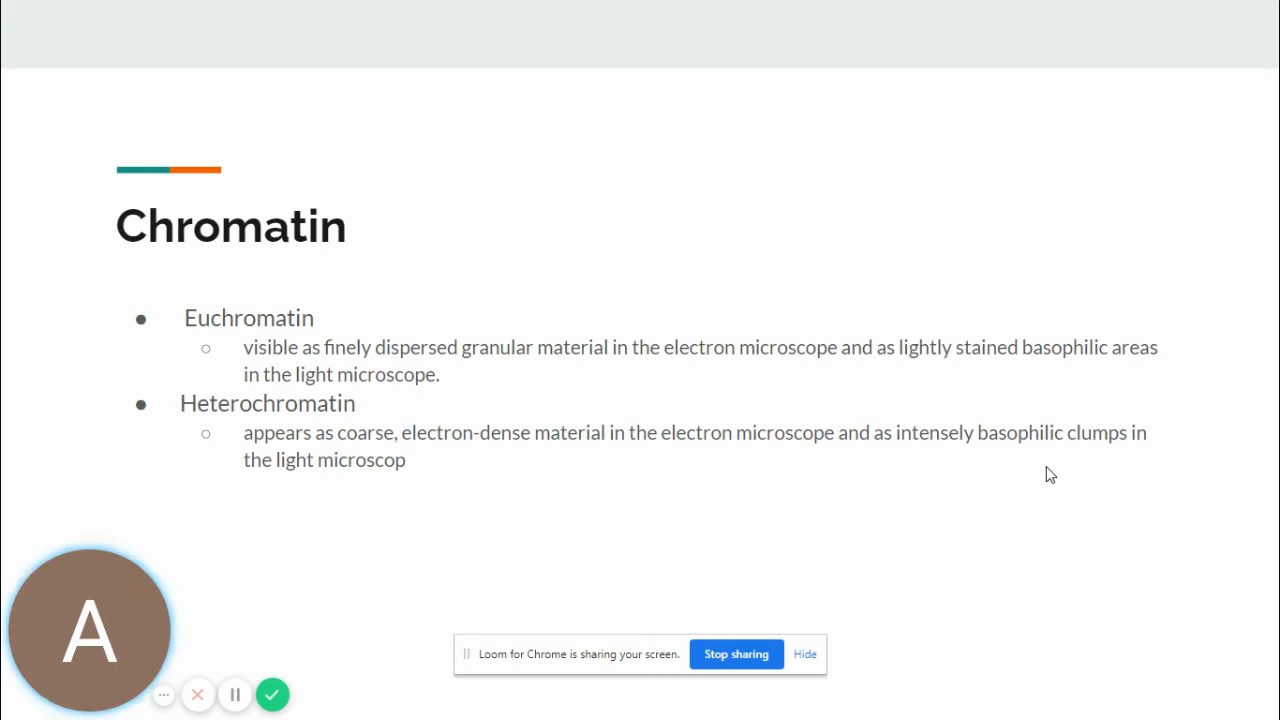 Chromatin
● Euchromatin
○ visible as finely dispersed granular material in the electron microscope and as lightly stained basophilic areas
in the light microscope.
● Heterochromatin
○ appears as coarse, electron-dense material in the electron microscope and as intensely basophilic clumps in
the light microscop
A
Loom for Chrome is sharing your screen. Stop sharing Hide